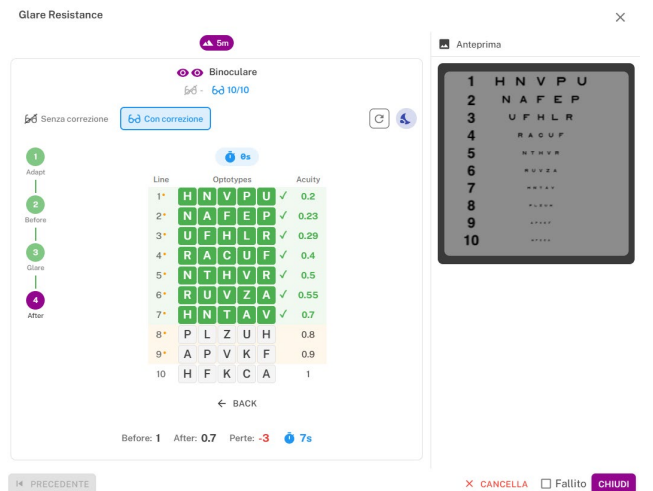 Glare Resistance
5m
Anteprima
Binoculare
- 10/10
Senza correzione
Con correzione
1
Adapt
2
Before
3
Glare
4
After
0s
Line Optotypes Acuity
1* H N V P U ✓ 0.2
2* N A F E P ✓ 0.23
3* U F H L R ✓ 0.29
4* R A C U F ✓ 0.4
5* N T H V R ✓ 0.5
6* R U V Z A ✓ 0.55
7* H N T A V ✓ 0.7
8* P L Z U H 0.8
9* A P V K F 0.9
10 H F K C A 1
← BACK
Before: 1 After: 0.7 Perte: -3 7s
1 H N V P U
2 N A F E P
3 U F H L R
4 R A C U F
5 N T H V R
6 R U V Z A
7
8
9
10
PRECEDENTE
CANCELLA
Fallito
CHIUDI